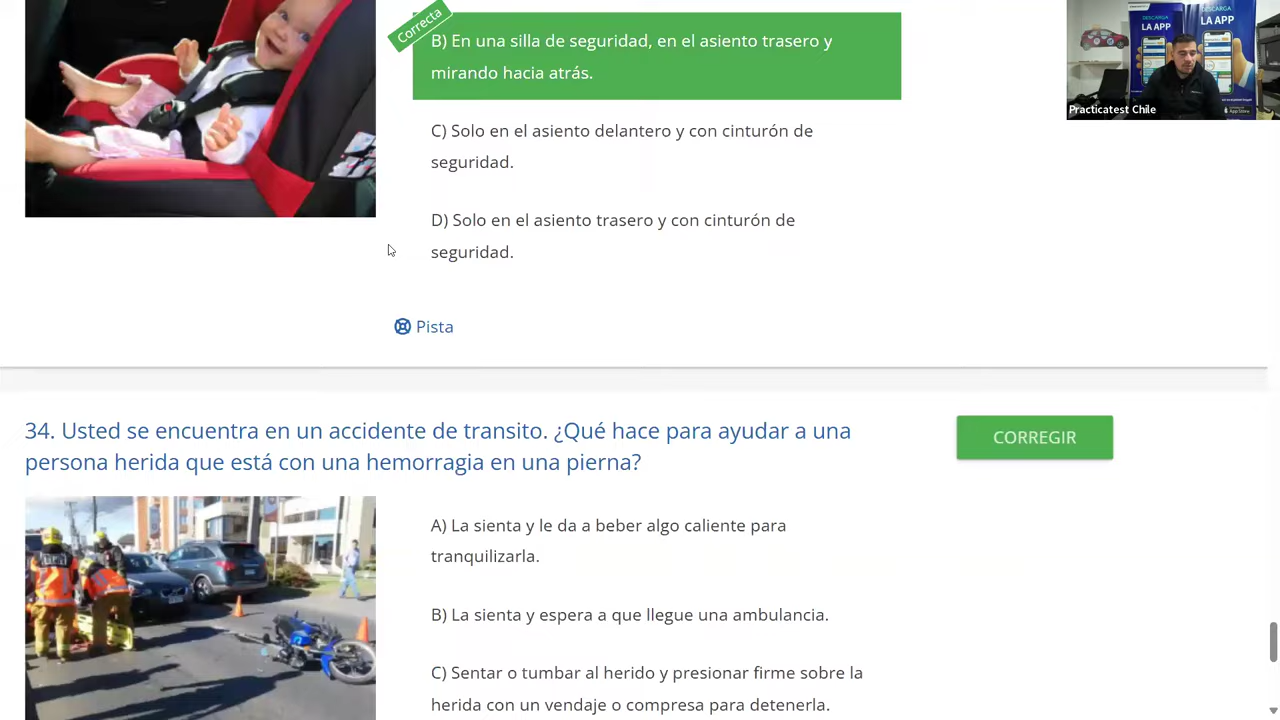 Correcta
B) En una silla de seguridad, en el asiento trasero y
mirando hacia atrás.
C) Solo en el asiento delantero y con cinturón de
seguridad.
D) Solo en el asiento trasero y con cinturón de
seguridad.
Pista
DESCARGA
LA APP
DESCARGA
LA APP
Practicatest Chile
34. Usted se encuentra en un accidente de transito. ¿Qué hace para ayudar a una
persona herida que está con una hemorragia en una pierna?
CORREGIR
A) La sienta y le da a beber algo caliente para
tranquilizarla.
B) La sienta y espera a que llegue una ambulancia.
C) Sentar o tumbar al herido y presionar firme sobre la
herida con un vendaje o compresa para detenerla.